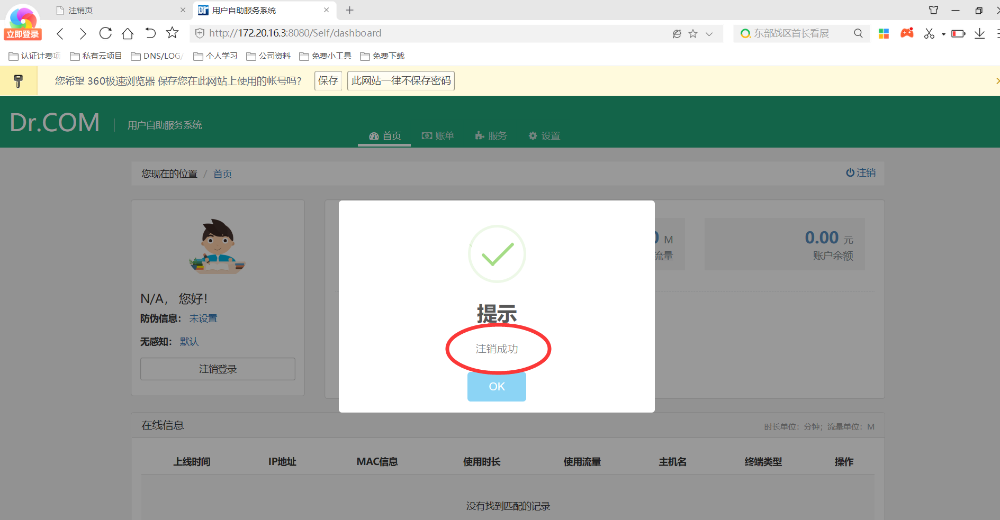 注销页
用户自助服务系统
立即登录
http://172.20.16.3:8080/Self/dashboard
东部战区首长看展
认证计费项
私有云项目
DNS/LOG/
个人学习
公司资料
免费小工具
免费下载
您希望 360极速浏览器 保存您在此网站上使用的帐号吗？
保存
此网站一律不保存密码
Dr.COM
用户自助服务系统
首页
账单
服务
设置
您现在的位置 / 首页
注销
N/A， 您好！
防伪信息： 未设置
无感知： 默认
注销登录
M
流量
0.00 元
账户余额
提示
注销成功
OK
在线信息
时长单位：分钟；流量单位：M
上线时间 IP地址 MAC信息 使用时长 使用流量 主机名 终端类型 操作
没有找到匹配的记录